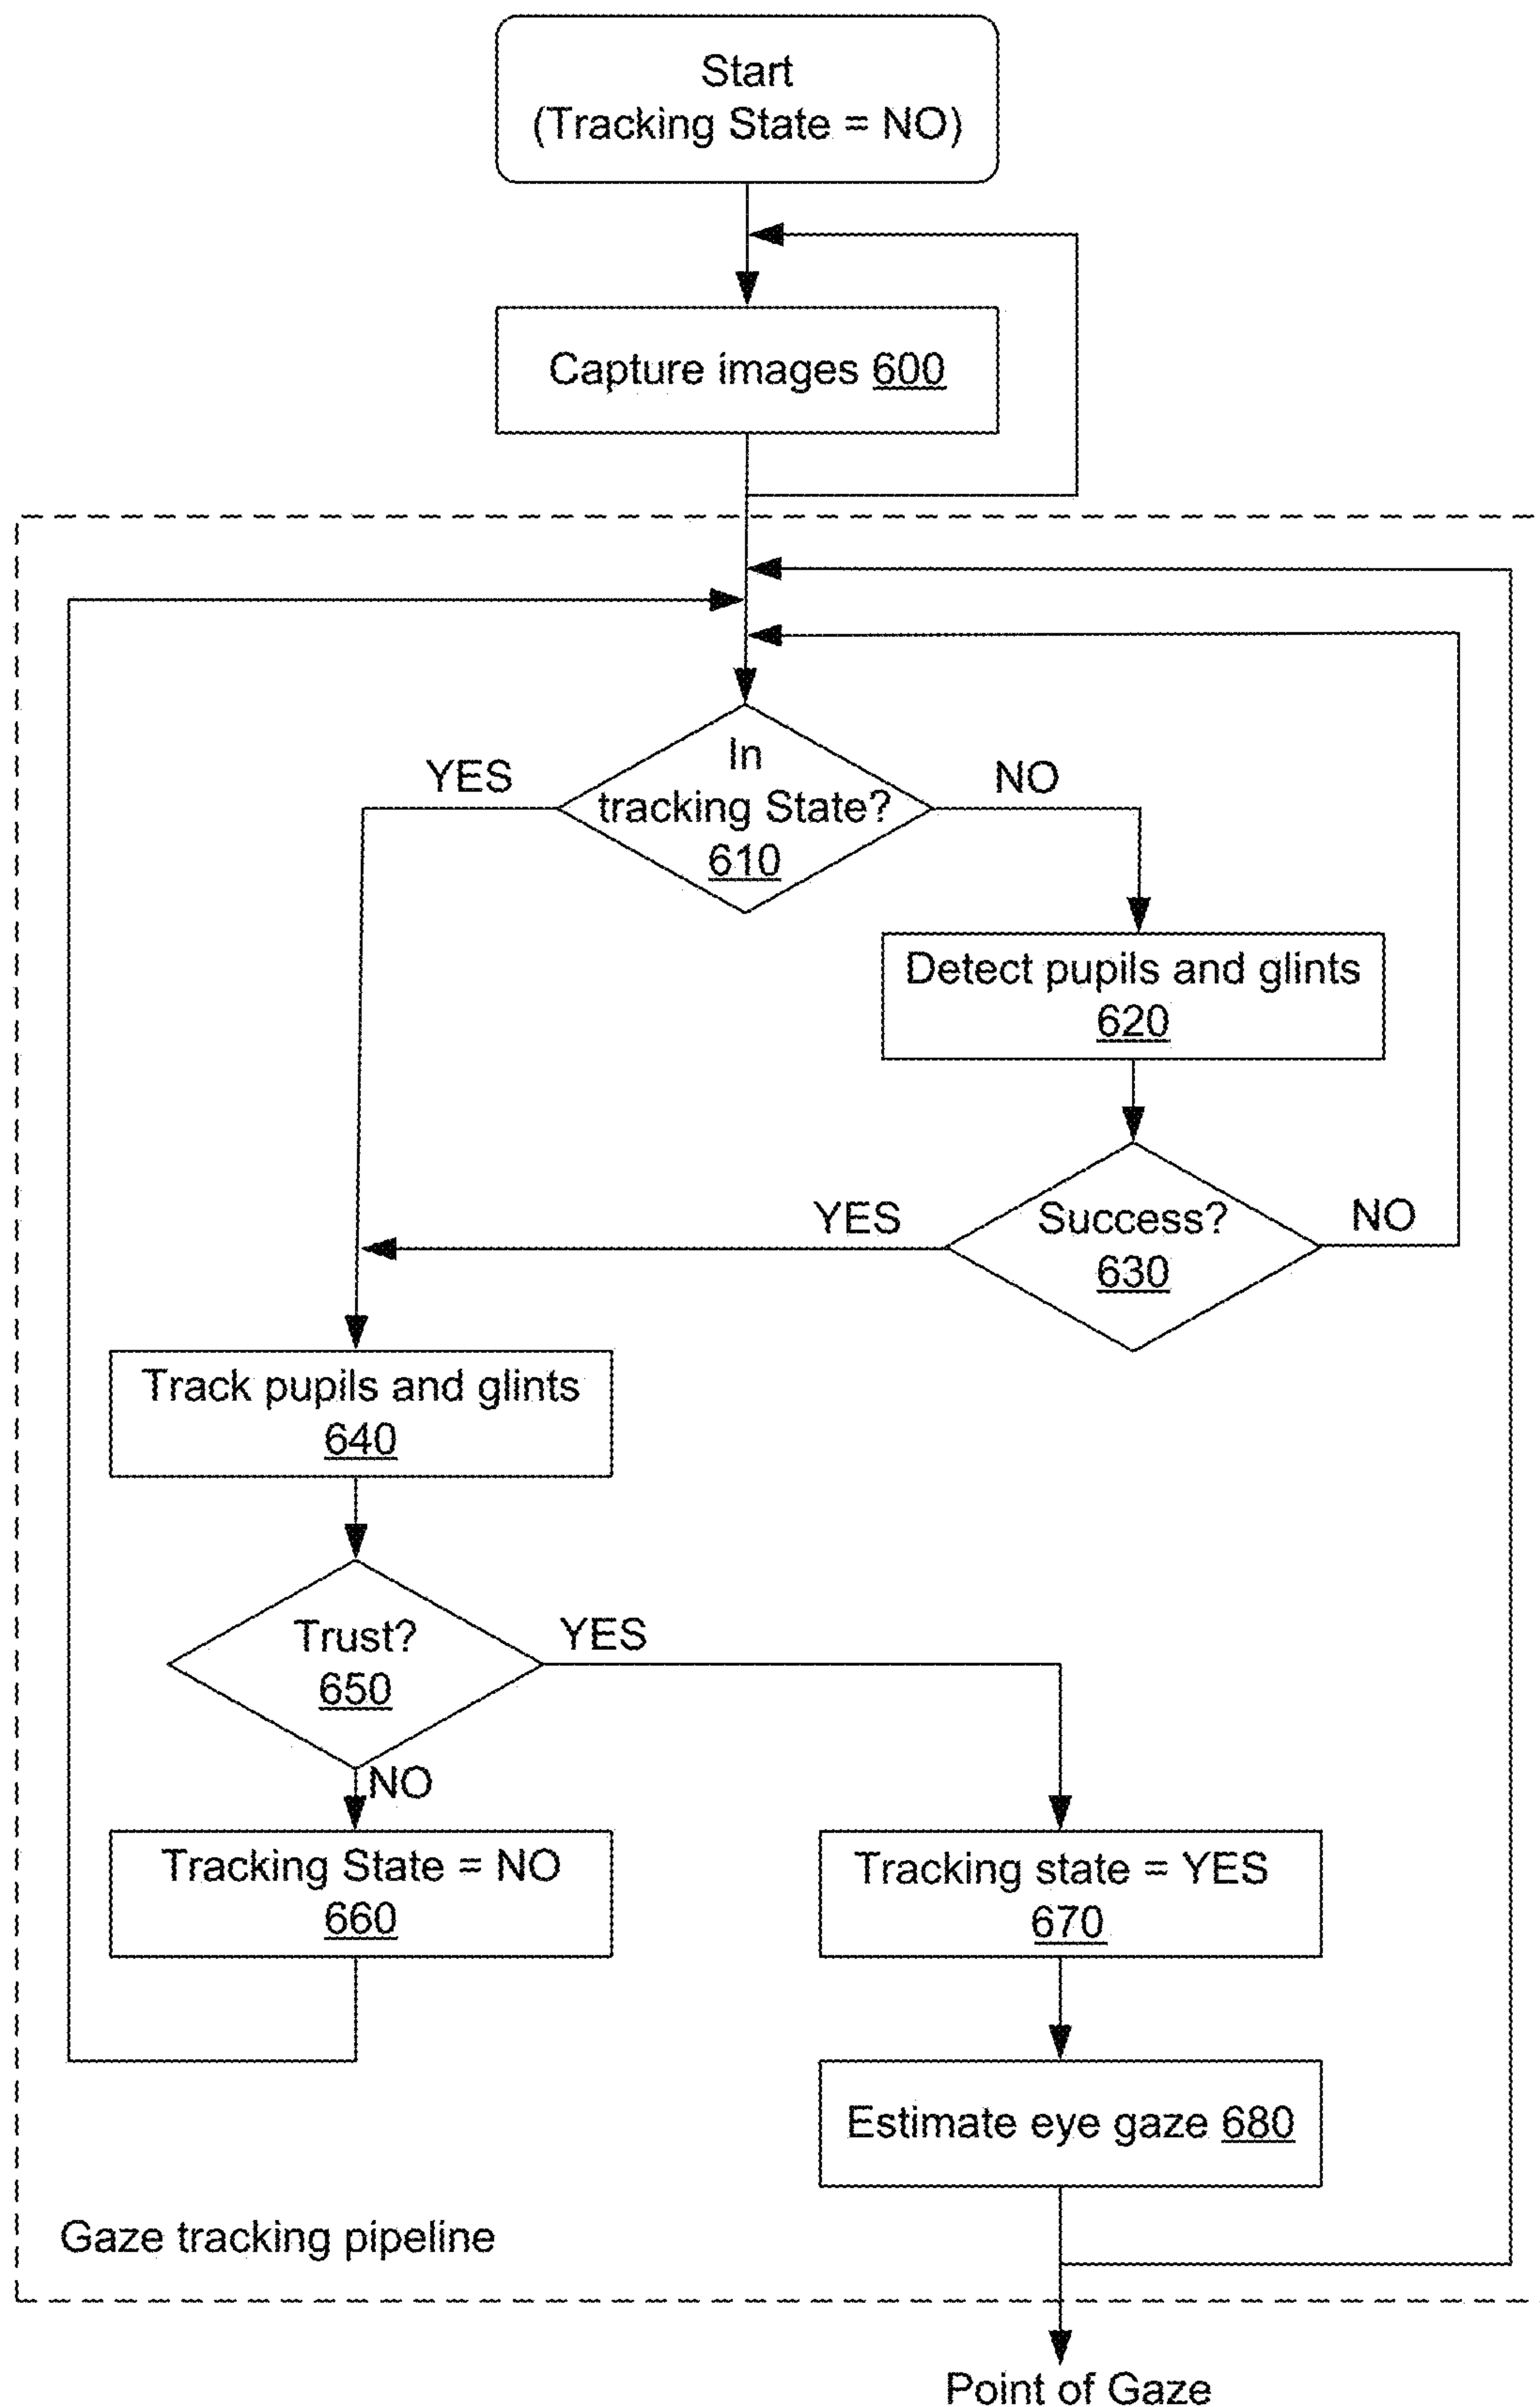 Start
(Tracking State = NO)
Capture images 600
In
tracking State?
610
YES
NO
Detect pupils and glints
620
Success?
630
YES
NO
Track pupils and glints
640
Trust?
650
YES
NO
Tracking State = NO
660
Tracking state = YES
670
Estimate eye gaze 680
Gaze tracking pipeline
Point of Gaze